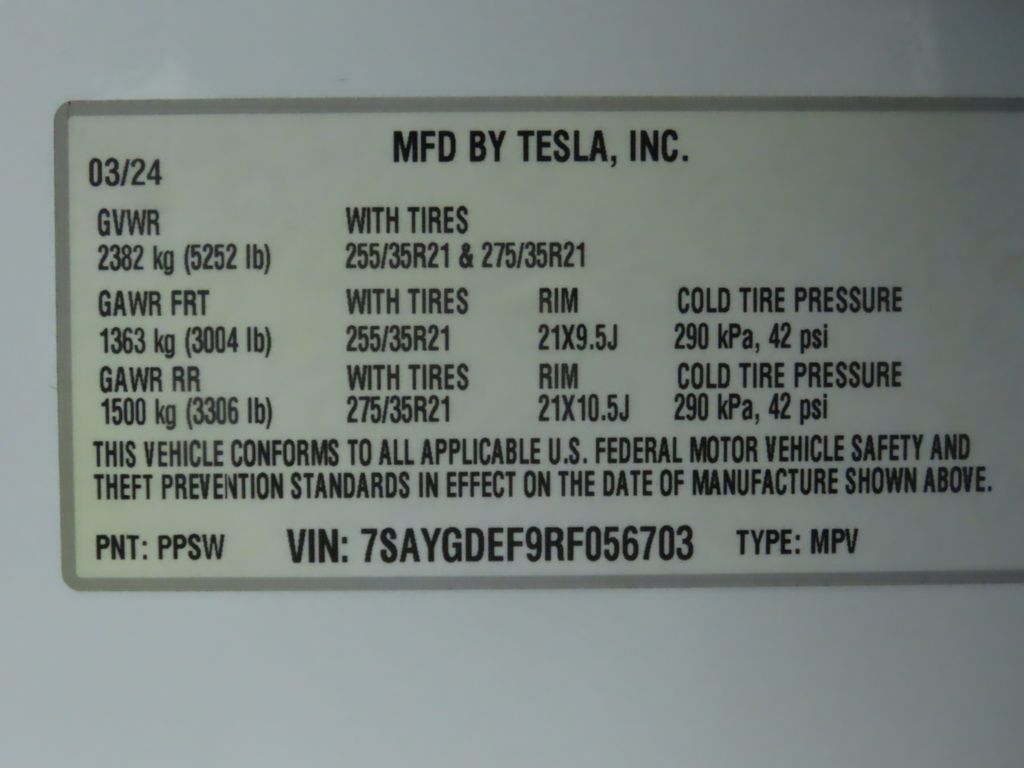 MFD BY TESLA, INC.
03/24
GVWR WITH TIRES
2382 kg (5252 lb) 255/35R21 & 275/35R21
GAWR FRT WITH TIRES RIM COLD TIRE PRESSURE
1363 kg (3004 lb) 255/35R21 21X9.5J 290 kPa, 42 psi
GAWR RR WITH TIRES RIM COLD TIRE PRESSURE
1500 kg (3306 lb) 275/35R21 21X10.5J 290 kPa, 42 psi
THIS VEHICLE CONFORMS TO ALL APPLICABLE U.S. FEDERAL MOTOR VEHICLE SAFETY AND
THEFT PREVENTION STANDARDS IN EFFECT ON THE DATE OF MANUFACTURE SHOWN ABOVE.
PNT: PPSW VIN: 7SAYGDEF9RF056703 TYPE: MPV